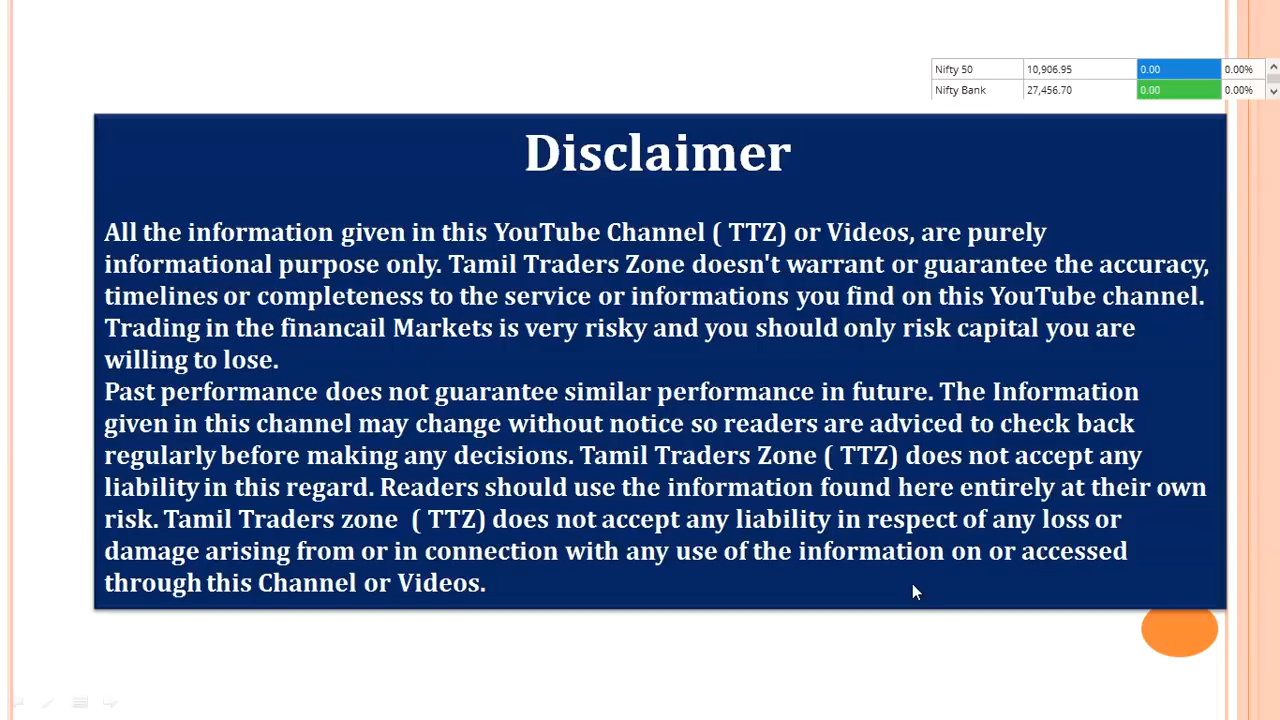 Nifty 50 10,906.95 0.00 0.00%
Nifty Bank 27,456.70 0.00 0.00%
Disclaimer
All the information given in this YouTube Channel ( TTZ) or Videos, are purely
informational purpose only. Tamil Traders Zone doesn't warrant or guarantee the accuracy,
timelines or completeness to the service or informations you find on this YouTube channel.
Trading in the financail Markets is very risky and you should only risk capital you are
willing to lose.
Past performance does not guarantee similar performance in future. The Information
given in this channel may change without notice so readers are adviced to check back
regularly before making any decisions. Tamil Traders Zone ( TTZ) does not accept any
liability in this regard. Readers should use the information found here entirely at their own
risk. Tamil Traders zone  ( TTZ) does not accept any liability in respect of any loss or
damage arising from or in connection with any use of the information on or accessed
through this Channel or Videos.